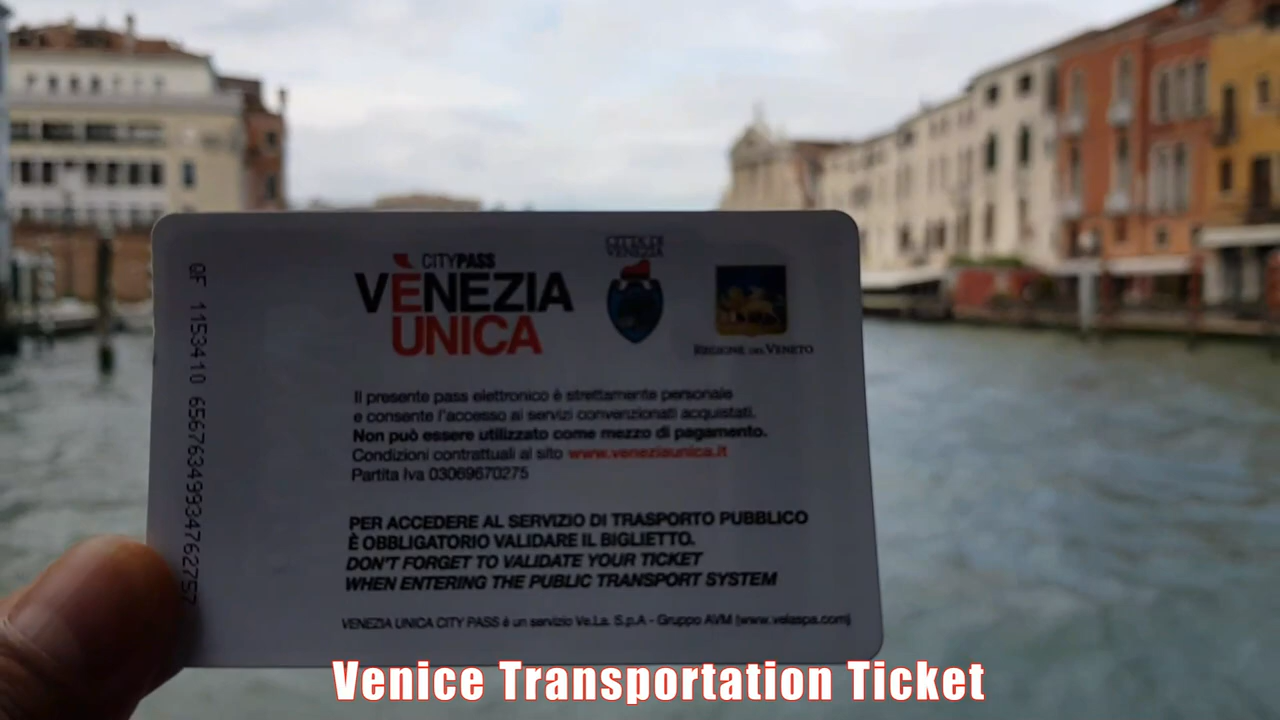 CITYPASS
VÈNEZIA
UNICA
CITTA' DI
VENEZIA
REGIONE DEL VENETO
QF 1153410 65676349934762757
Il presente pass elettronico è strettamente personale
e consente l'accesso ai servizi convenzionati acquistati.
Non può essere utilizzato come mezzo di pagamento.
Condizioni contrattuali al sito www.veneziaunica.it
Partita Iva 03069670275
PER ACCEDERE AL SERVIZIO DI TRASPORTO PUBBLICO
È OBBLIGATORIO VALIDARE IL BIGLIETTO.
DON'T FORGET TO VALIDATE YOUR TICKET
WHEN ENTERING THE PUBLIC TRANSPORT SYSTEM
VENEZIA UNICA CITY PASS è un servizio Ve.La. S.p.A - Gruppo AVM (www.velaspa.com)
Venice Transportation Ticket